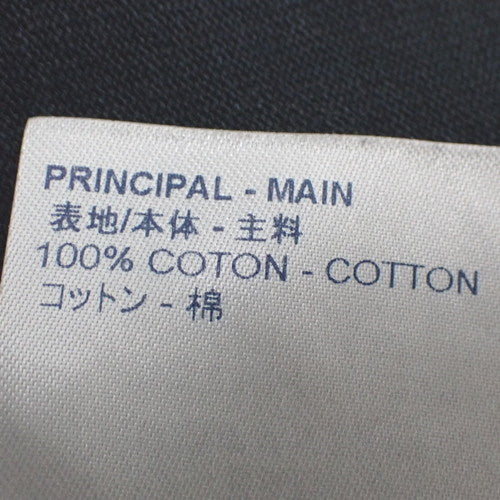 PRINCIPAL - MAIN
表地/本体 - 主料
100% COTON - COTTON
コットン - 棉